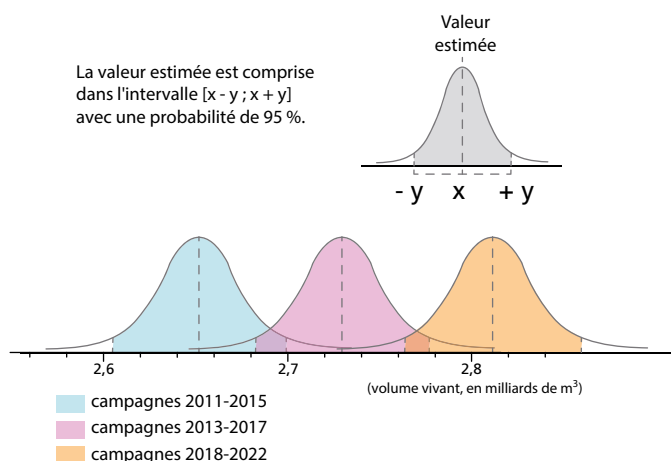 Valeur
estimée
La valeur estimée est comprise
dans l'intervalle [x - y ; x + y]
avec une probabilité de 95 %.
- y x + y
2,6 2,7 2,8
(volume vivant, en milliards de m³)
campagnes 2011-2015
campagnes 2013-2017
campagnes 2018-2022